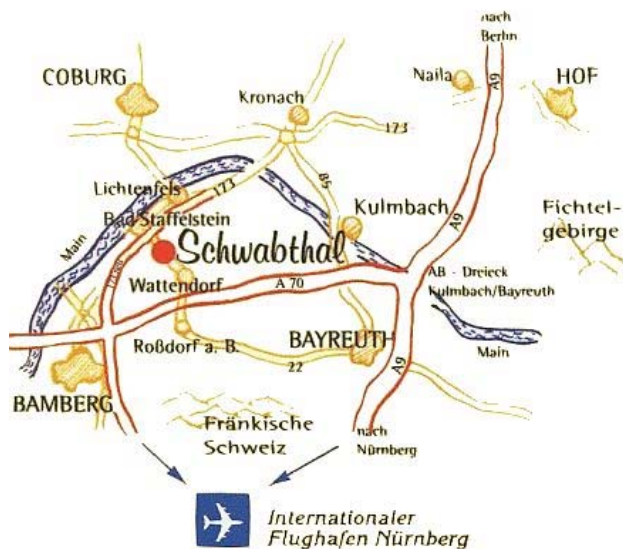 nach
Berlin
A9
COBURG
Naila
HOF
Kronach
173
85
Lichtenfels
173
Bad Staffelstein
Kulmbach
A9
Fichtel-
gebirge
Main
Schwabthal
Wattendorf
A 70
AB - Dreieck
Kulmbach/Bayreuth
Roßdorf a. B.
BAYREUTH
22
A9
Main
BAMBERG
Fränkische
Schweiz
nach
Nürnberg
Internationaler
Flughafen Nürnberg